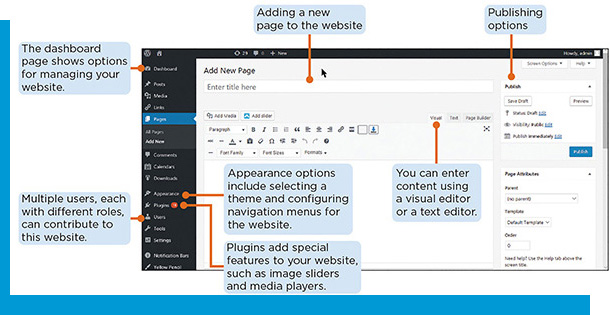 Adding a new
page to the website
Publishing
options
The dashboard
page shows options
for managing your
website.
29
0
+ New
Howdy, admin
Screen Options
Help
Dashboard
Posts
Media
Links
Pages
All Pages
Add New
Comments
Calendars
Downloads
Appearance
Plugins
Users
Tools
Settings
Notification Bars
Yellow Pencil
Add New Page
Enter title here
Add Media
Add Slider
Visual
Text
Page Builder
Paragraph
B
I
Font Family
Font Sizes
Formats
Publish
Save Draft
Preview
Status: Draft Edit
Visibility: Public Edit
Publish immediately Edit
Publish
Page Attributes
Parent
(no parent)
Template
Default Template
Order
0
Need help? Use the Help tab above the
screen title.
Multiple users, each
with different roles,
can contribute to
this website.
Appearance options
include selecting a
theme and configuring
navigation menus for
the website.
You can enter
content using
a visual editor
or a text editor.
Plugins add special
features to your website,
such as image sliders
and media players.